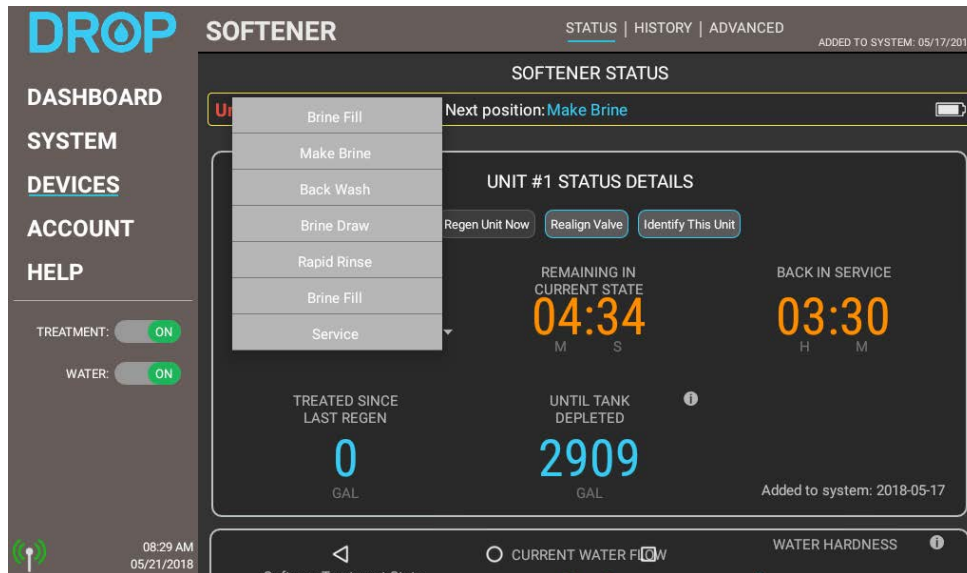 DROP
SOFTENER
STATUS | HISTORY | ADVANCED
ADDED TO SYSTEM: 05/17/201
DASHBOARD
SYSTEM
DEVICES
ACCOUNT
HELP
TREATMENT: ON
WATER: ON
08:29 AM
05/21/2018
SOFTENER STATUS
Next position: Make Brine
Brine Fill
Make Brine
Back Wash
Brine Draw
Rapid Rinse
Brine Fill
Service
UNIT #1 STATUS DETAILS
Regen Unit Now Realign Valve Identify This Unit
REMAINING IN
CURRENT STATE
04:34
M S
BACK IN SERVICE
03:30
H M
TREATED SINCE
LAST REGEN
0
GAL
UNTIL TANK
DEPLETED
2909
GAL
Added to system: 2018-05-17
CURRENT WATER FLOW
WATER HARDNESS